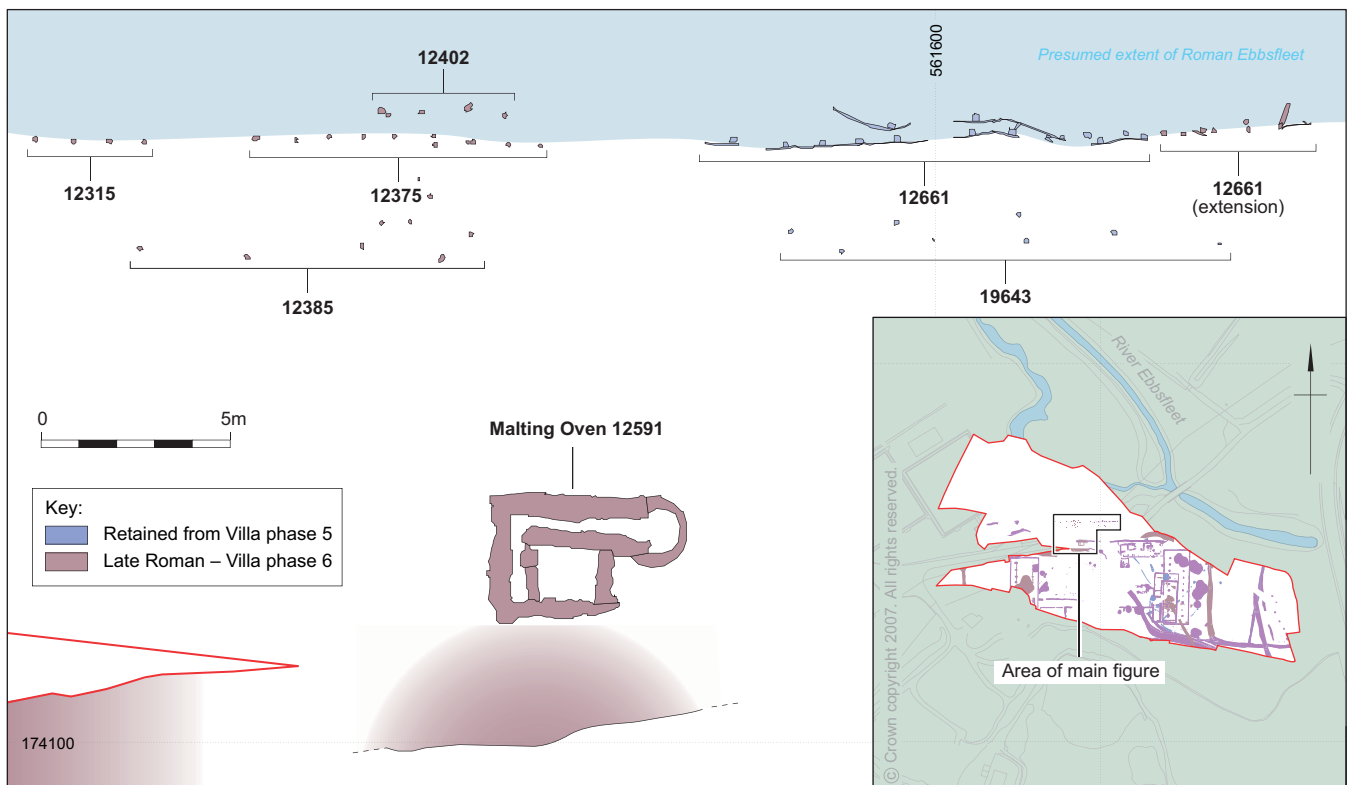 12402
561600
Presumed extent of Roman Ebbsfleet
12315
12375
12661
12661
(extension)
12385
19643
0 5m
Malting Oven 12591
Key:
Retained from Villa phase 5
Late Roman – Villa phase 6
174100
River Ebbsfleet
© Crown copyright 2007. All rights reserved.
Area of main figure